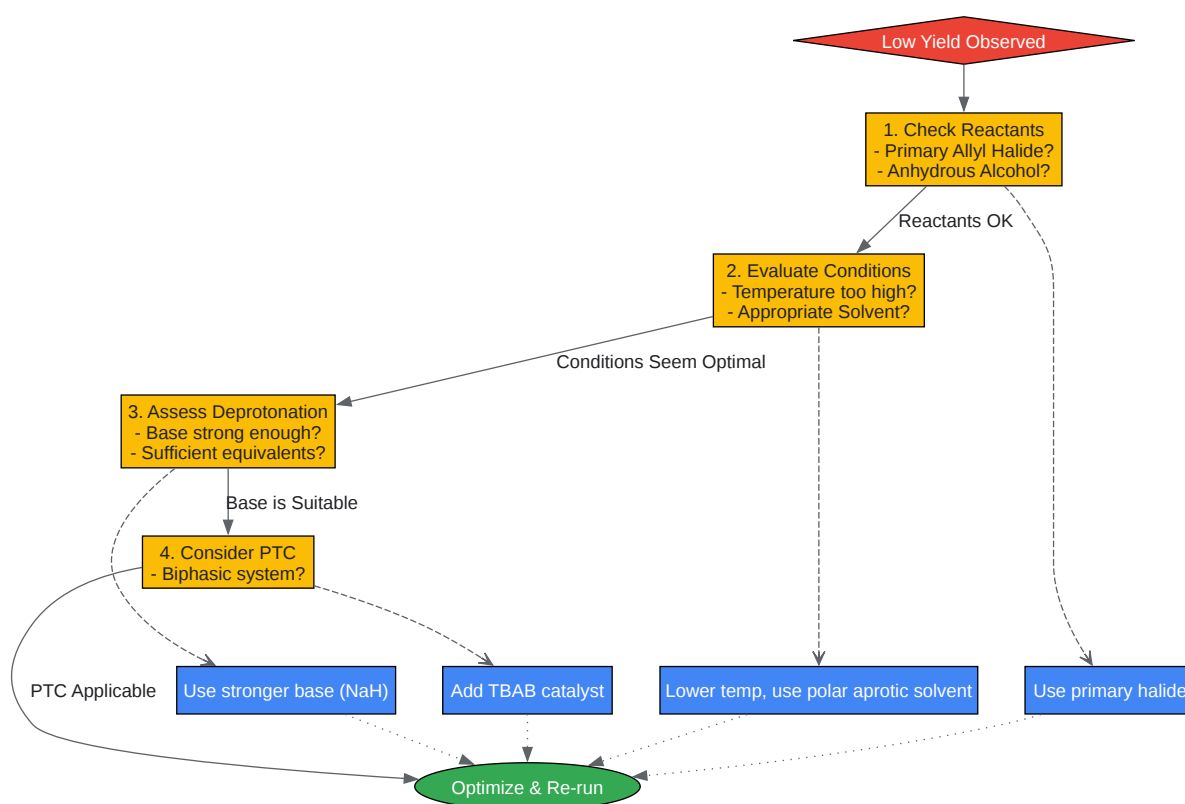 Low Yield Observed
1. Check Reactants
- Primary Allyl Halide?
- Anhydrous Alcohol?
Reactants OK
2. Evaluate Conditions
- Temperature too high?
- Appropriate Solvent?
Conditions Seem Optimal
3. Assess Deprotonation
- Base strong enough?
- Sufficient equivalents?
Base is Suitable
4. Consider PTC
- Biphasic system?
PTC Applicable
Use stronger base (NaH)
Add TBAB catalyst
Lower temp, use polar aprotic solvent
Use primary halide
Optimize & Re-run